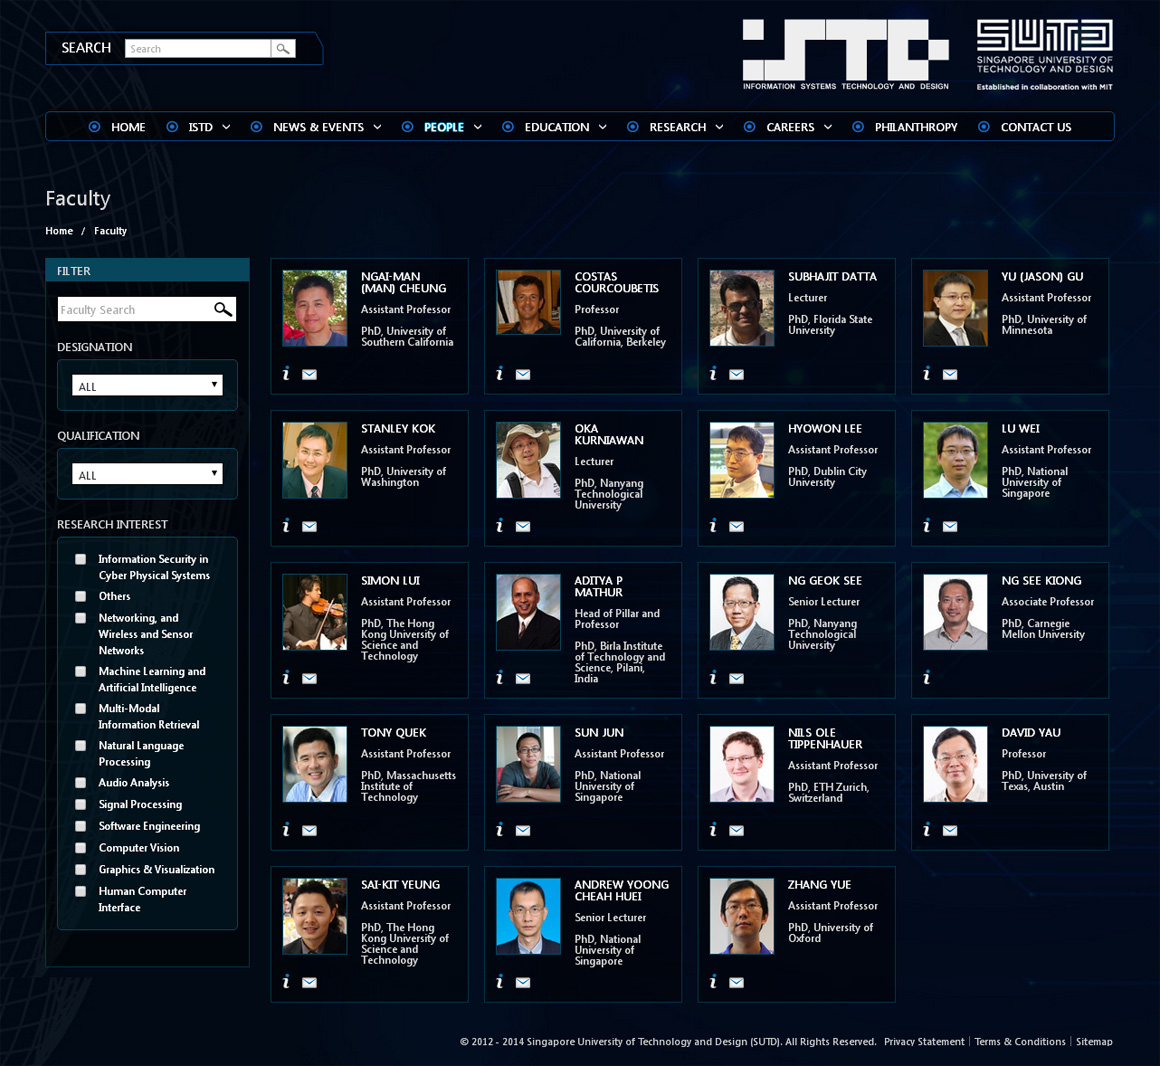 SEARCH
Search
INFORMATION SYSTEMS TECHNOLOGY AND DESIGN
SUTD
SINGAPORE UNIVERSITY OF
TECHNOLOGY AND DESIGN
Established in collaboration with MIT
HOME ISTD NEWS & EVENTS PEOPLE EDUCATION RESEARCH CAREERS PHILANTHROPY CONTACT US
Faculty
Home / Faculty
FILTER
Faculty Search
DESIGNATION
ALL
QUALIFICATION
ALL
RESEARCH INTEREST
Information Security in
Cyber Physical Systems
Others
Networking, and
Wireless and Sensor
Networks
Machine Learning and
Artificial Intelligence
Multi-Modal
Information Retrieval
Natural Language
Processing
Audio Analysis
Signal Processing
Software Engineering
Computer Vision
Graphics & Visualization
Human Computer
Interface
NGAI-MAN
(MAN) CHEUNG
Assistant Professor
PhD, University of
Southern California
COSTAS
COURCOUBETIS
Professor
PhD, University of
California, Berkeley
SUBHAJIT DATTA
Lecturer
PhD, Florida State
University
YU (JASON) GU
Assistant Professor
PhD, University of
Minnesota
STANLEY KOK
Assistant Professor
PhD, University of
Washington
OKA
KURNIAWAN
Lecturer
PhD, Nanyang
Technological
University
HYOWON LEE
Assistant Professor
PhD, Dublin City
University
LU WEI
Assistant Professor
PhD, National
University of
Singapore
SIMON LUI
Assistant Professor
PhD, The Hong
Kong University of
Science and
Technology
ADITYA P
MATHUR
Head of Pillar and
Professor
PhD, Birla Institute
of Technology and
Science, Pilani,
India
NG GEOK SEE
Senior Lecturer
PhD, Nanyang
Technological
University
NG SEE KIONG
Associate Professor
PhD, Carnegie
Mellon University
TONY QUEK
Assistant Professor
PhD, Massachusetts
Institute of
Technology
SUN JUN
Assistant Professor
PhD, National
University of
Singapore
NILS OLE
TIPPENHAUER
Assistant Professor
PhD, ETH Zurich,
Switzerland
DAVID YAU
Professor
PhD, University of
Texas, Austin
SAI-KIT YEUNG
Assistant Professor
PhD, The Hong
Kong University of
Science and
Technology
ANDREW YOONG
CHEAH HUEI
Senior Lecturer
PhD, National
University of
Singapore
ZHANG YUE
Assistant Professor
PhD, University of
Oxford
© 2012 - 2014 Singapore University of Technology and Design (SUTD). All Rights Reserved. Privacy Statement | Terms & Conditions | Sitemap